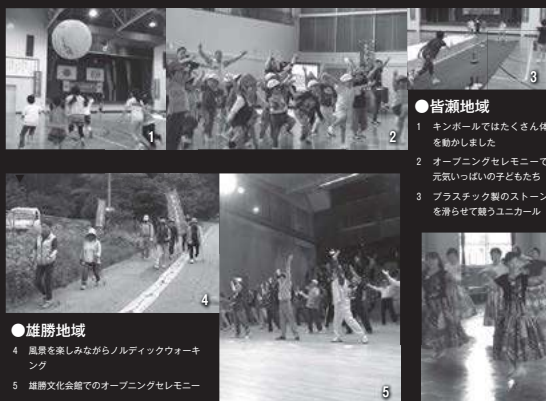 1
2
3
●皆瀬地域
1 キンボールではたくさん体
を動かしました
2 オープニングセレモニーで
元気いっぱいの子どもたち
3 プラスチック製のストーン
を滑らせて競うユニカール
4
●雄勝地域
4 風景を楽しみながらノルディックウォーキ
ング
5 雄勝文化会館でのオープニングセレモニー
5